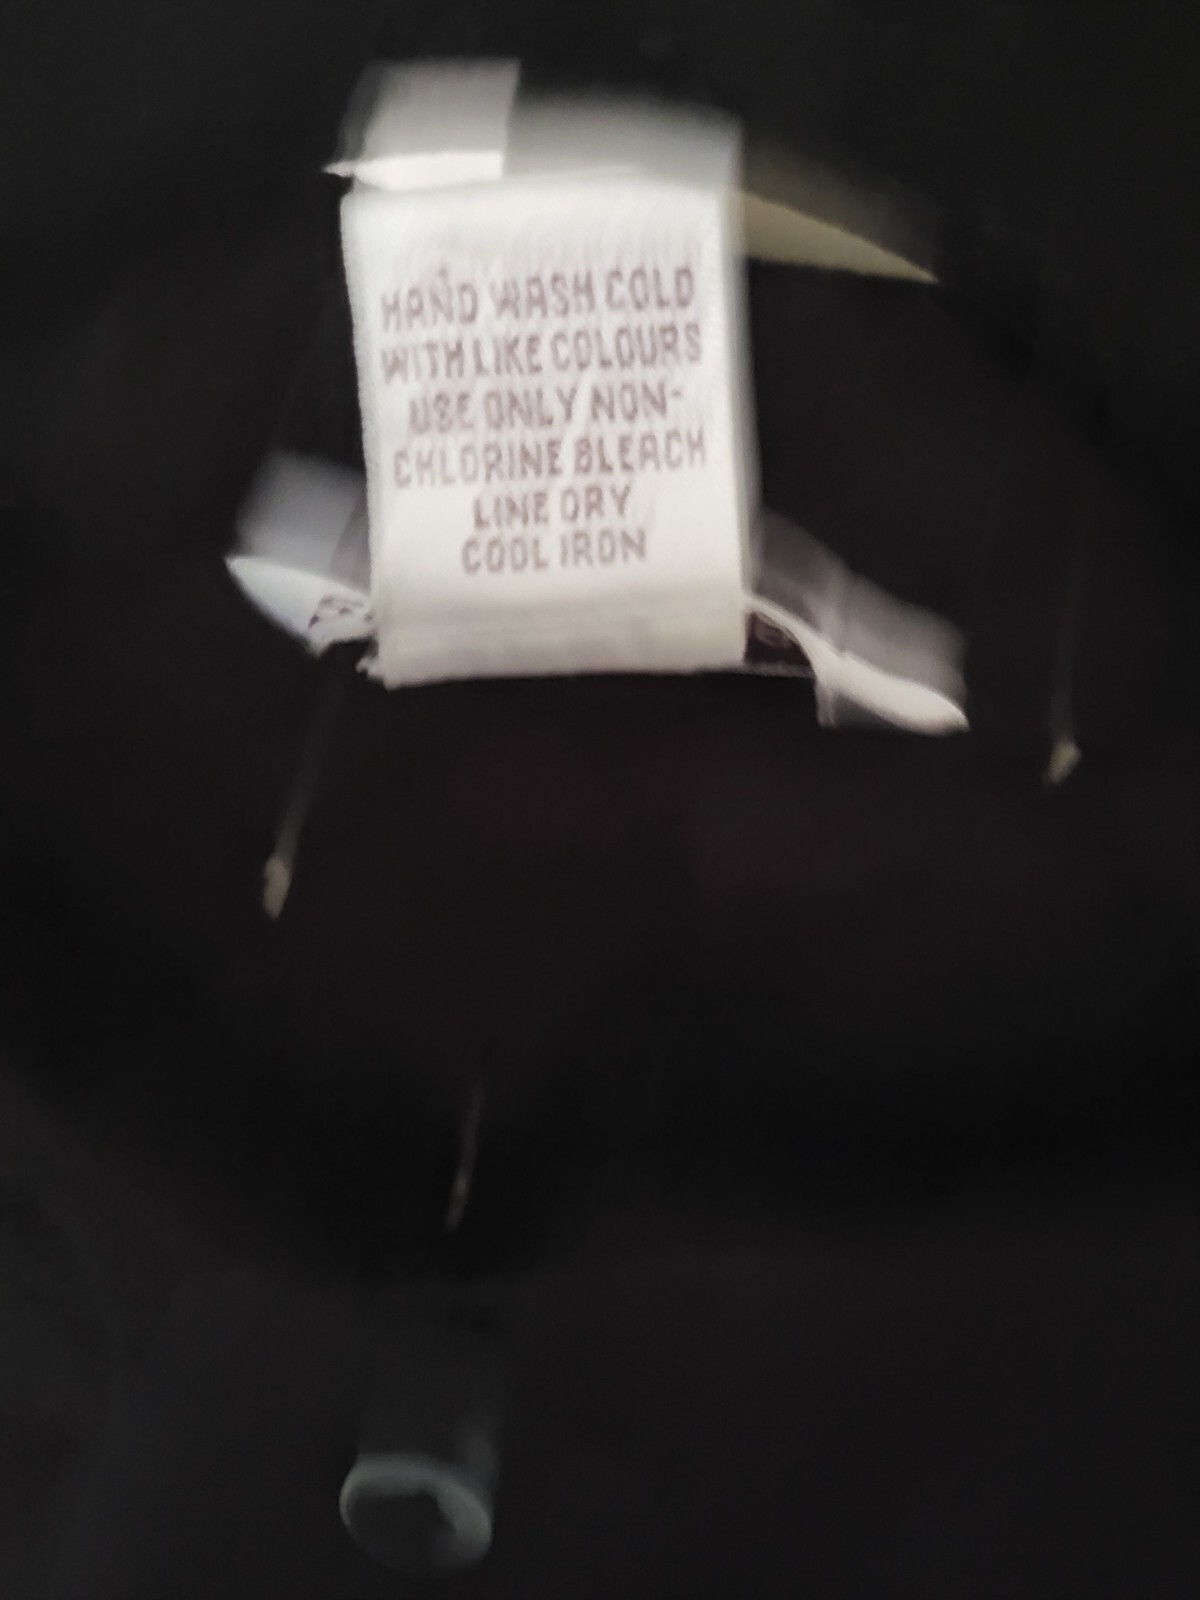 HAND WASH COLD
WITH LIKE COLOURS
USE ONLY NON-
CHLORINE BLEACH
LINE DRY
COOL IRON